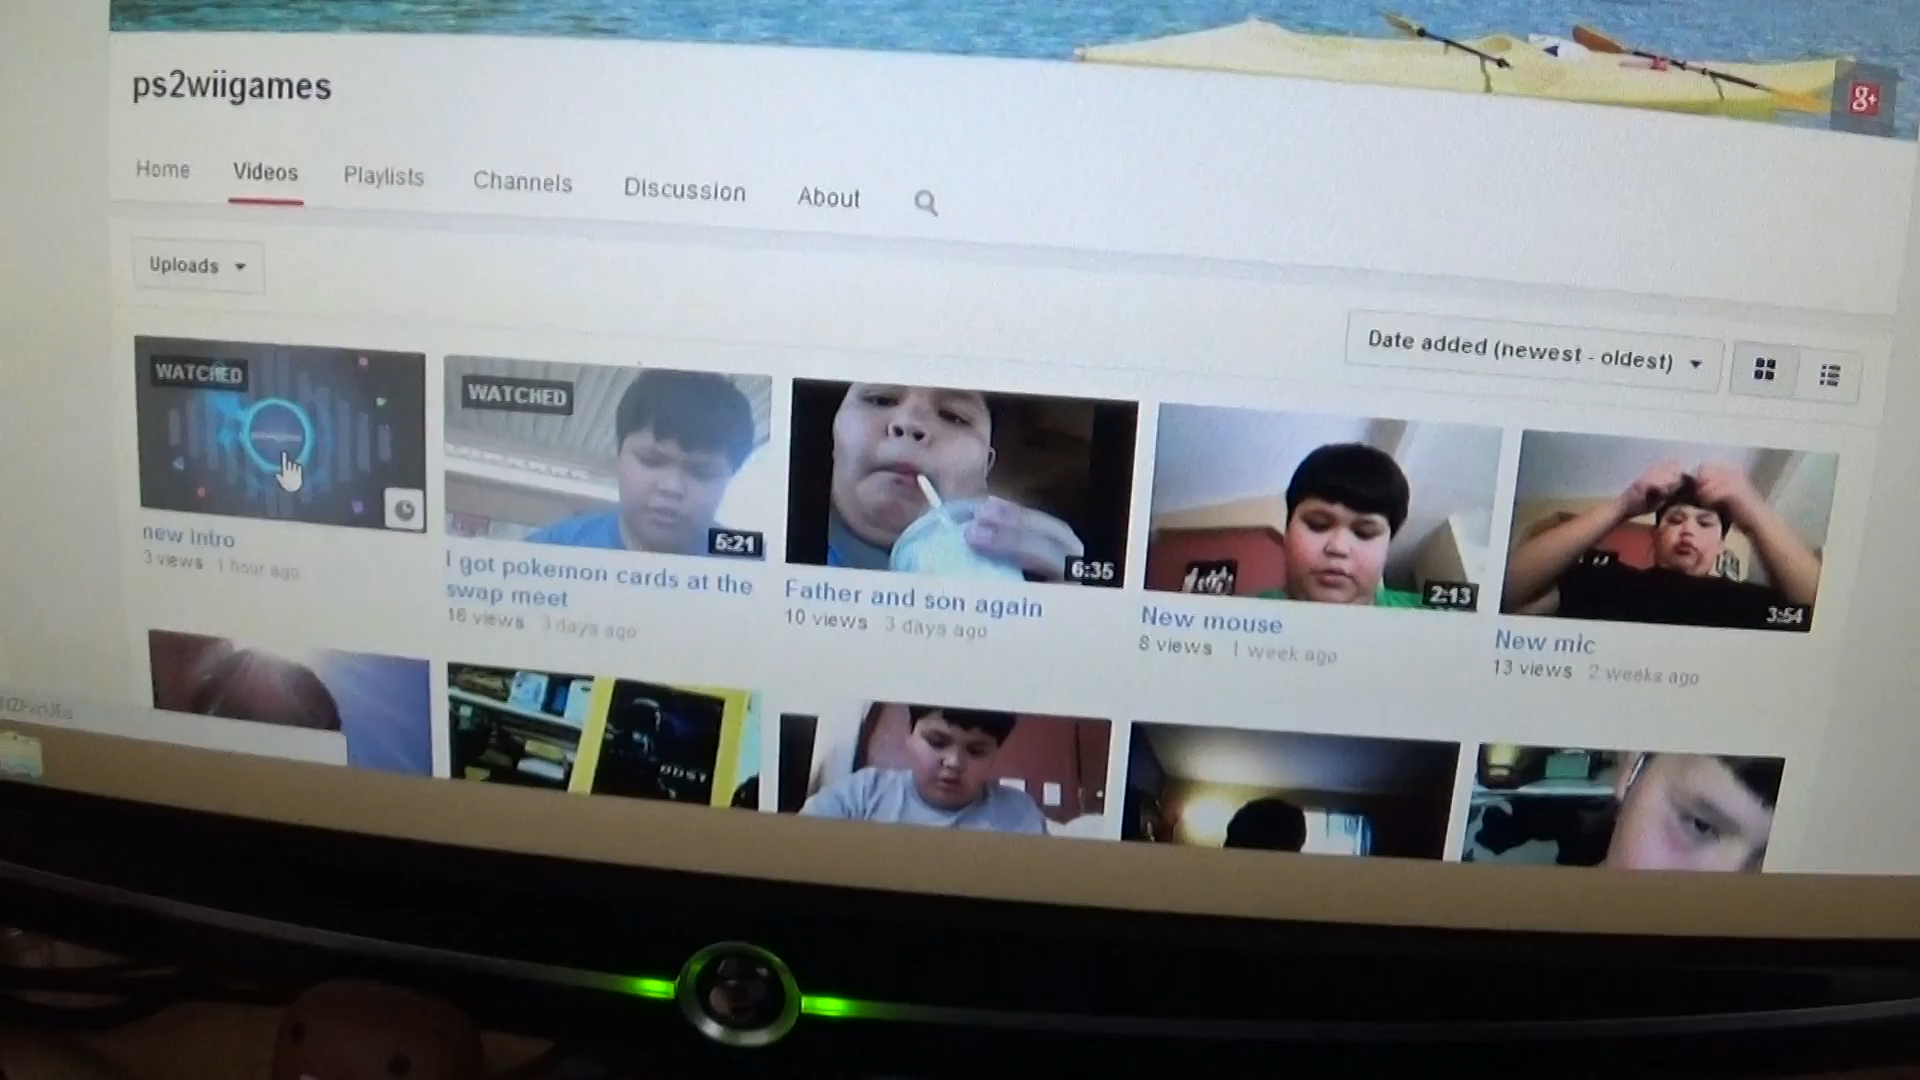 ps2wiigames
g+
Home Videos Playlists Channels Discussion About
Uploads
Date added (newest - oldest)
WATCHED
WATCHED
5:21
6:35
2:13
3:54
new intro
3 views 1 hour ago
I got pokemon cards at the
swap meet
16 views 3 days ago
Father and son again
10 views 3 days ago
New mouse
8 views 1 week ago
New mic
13 views 2 weeks ago
ODST